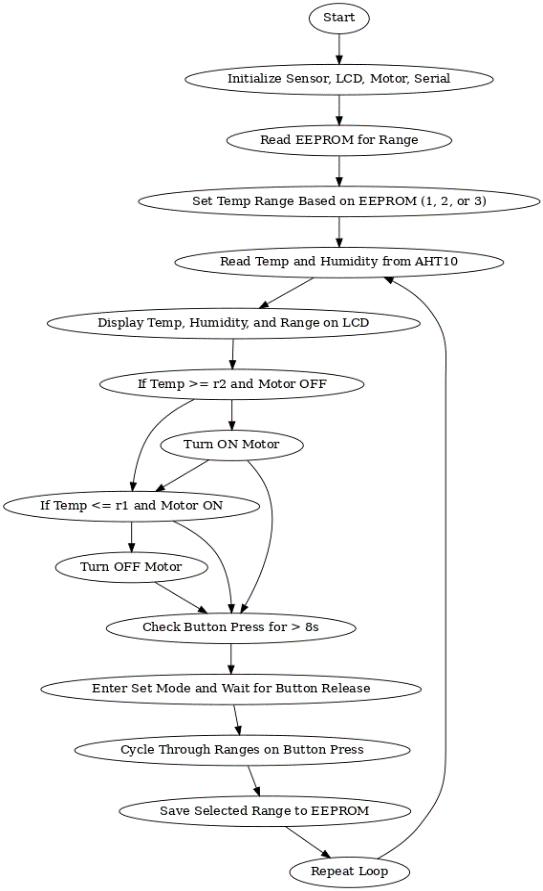 Start
Initialize Sensor, LCD, Motor, Serial
Read EEPROM for Range
Set Temp Range Based on EEPROM (1, 2, or 3)
Read Temp and Humidity from AHT10
Display Temp, Humidity, and Range on LCD
If Temp >= r2 and Motor OFF
Turn ON Motor
If Temp <= r1 and Motor ON
Turn OFF Motor
Check Button Press for > 8s
Enter Set Mode and Wait for Button Release
Cycle Through Ranges on Button Press
Save Selected Range to EEPROM
Repeat Loop